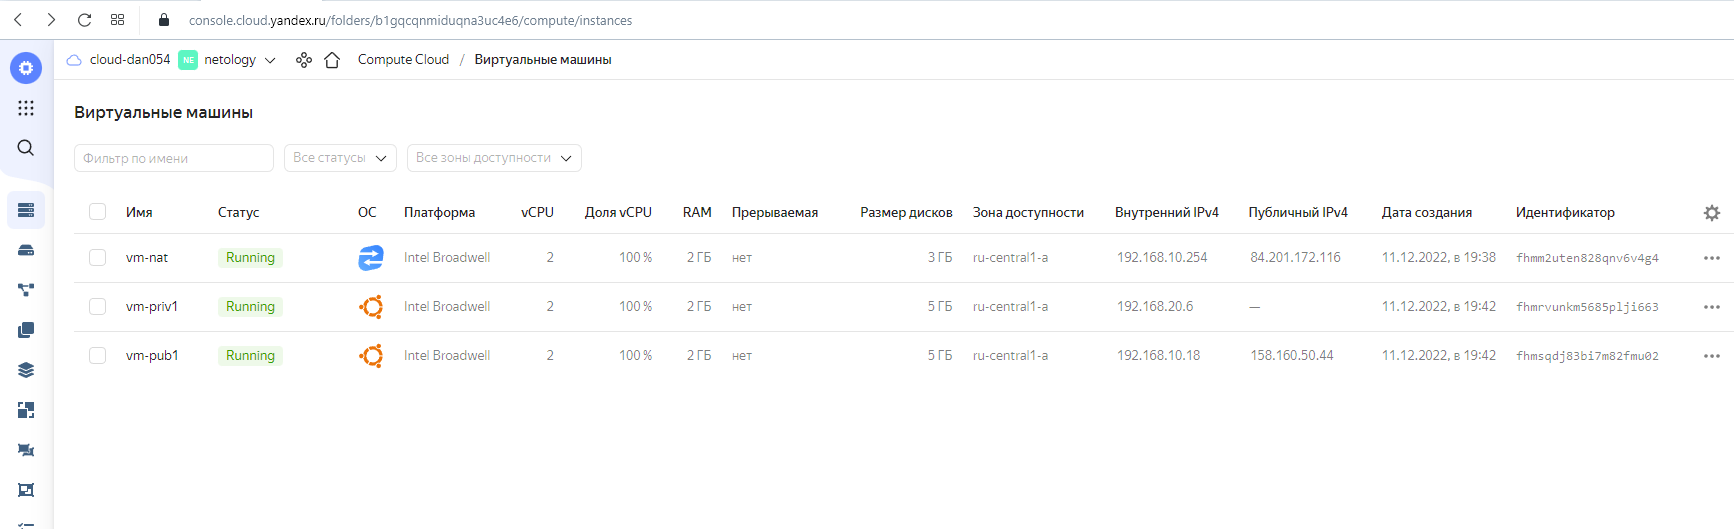 console.cloud.yandex.ru/folders/b1gqcqnmiduqna3uc4e6/compute/instances
cloud-dan054 NE netology Compute Cloud / Виртуальные машины
Виртуальные машины
Фильтр по имени Все статусы Все зоны доступности
Имя Статус ОС Платформа vCPU Доля vCPU RAM Прерываемая Размер дисков Зона доступности Внутренний IPv4 Публичный IPv4 Дата создания Идентификатор
vm-nat Running Intel Broadwell 2 100 % 2 ГБ нет 3 ГБ ru-central1-a 192.168.10.254 84.201.172.116 11.12.2022, в 19:38 fhmm2uten828qnv6v4g4
vm-priv1 Running Intel Broadwell 2 100 % 2 ГБ нет 5 ГБ ru-central1-a 192.168.20.6 — 11.12.2022, в 19:42 fhmrvunkm5685plji663
vm-pub1 Running Intel Broadwell 2 100 % 2 ГБ нет 5 ГБ ru-central1-a 192.168.10.18 158.160.50.44 11.12.2022, в 19:42 fhmsqdj83bi7m82fmu02